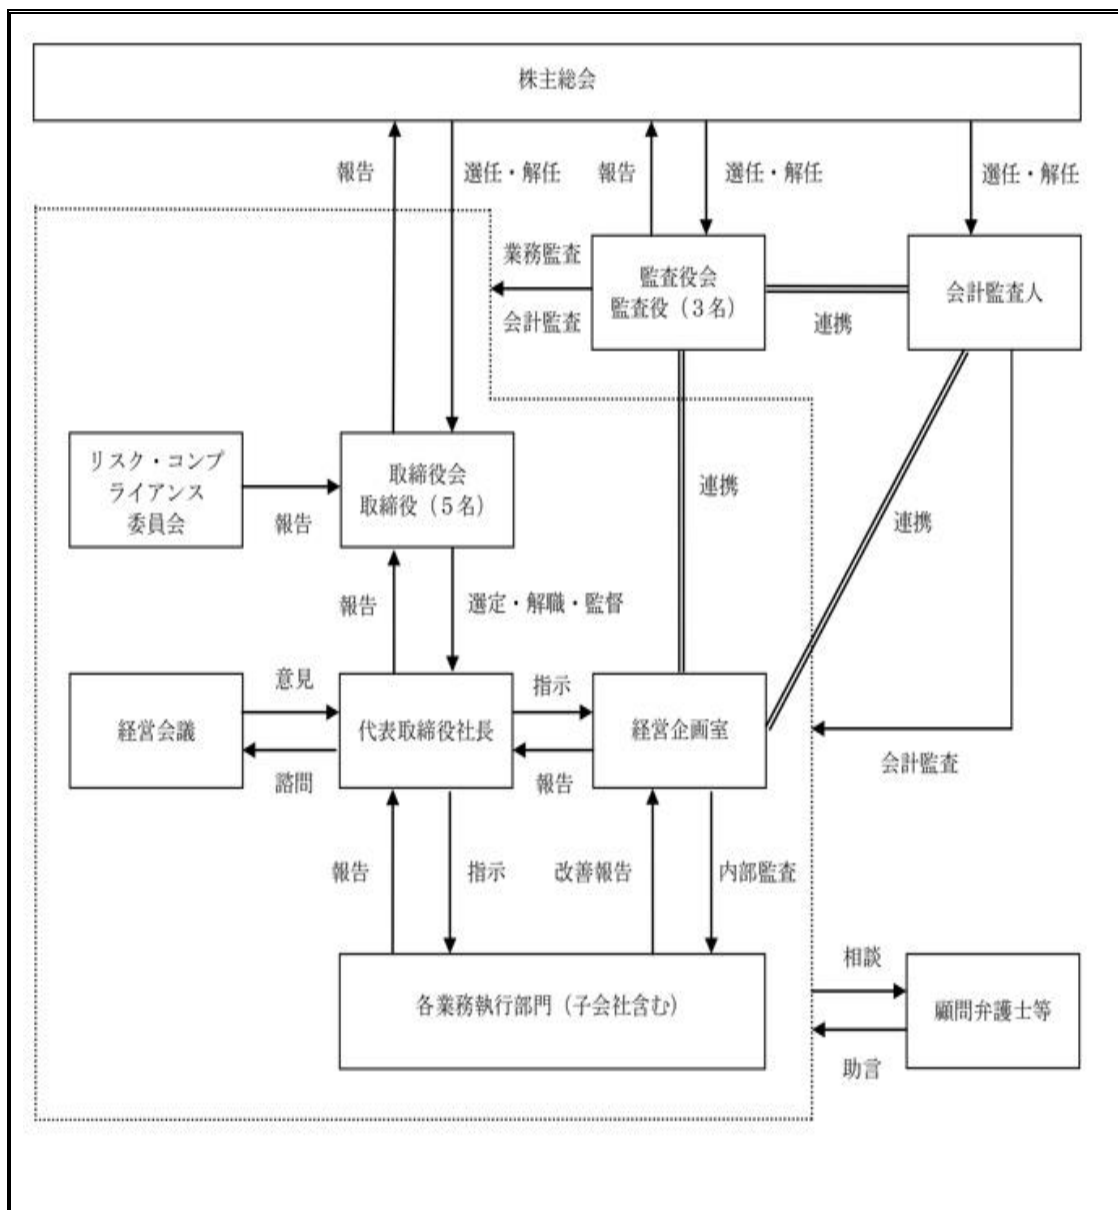 株主総会
報告
選任・解任
報告
選任・解任
選任・解任
業務監査
会計監査
監査役会
監査役（３名）
連携
会計監査人
リスク・コンプ
ライアンス
委員会
報告
取締役会
取締役（５名）
連携
連携
報告
選定・解職・監督
経営会議
意見
諮問
代表取締役社長
指示
報告
経営企画室
会計監査
報告
指示
改善報告
内部監査
各業務執行部門（子会社含む）
相談
助言
顧問弁護士等